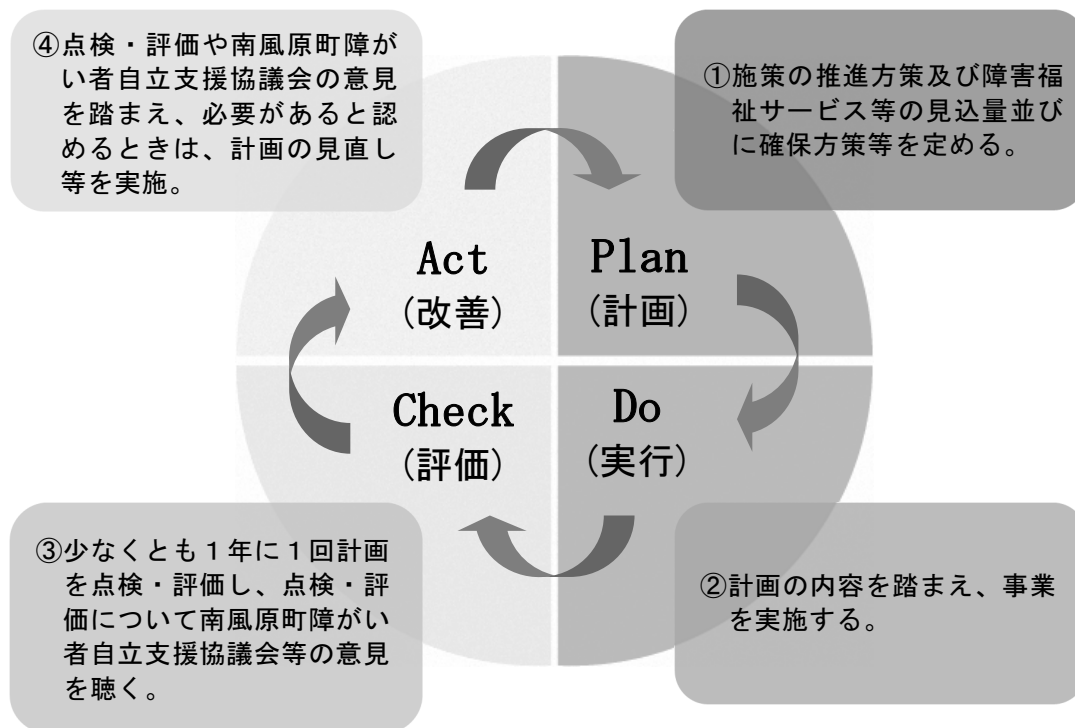 ④点検・評価や南風原町障が
い者自立支援協議会の意見
を踏まえ、必要があると認
めるときは、計画の見直し
等を実施。
①施策の推進方策及び障害福
祉サービス等の見込量並び
に確保方策等を定める。
Act
(改善)
Plan
(計画)
Check
(評価)
Do
(実行)
③少なくとも１年に１回計画
を点検・評価し、点検・評
価について南風原町障がい
者自立支援協議会等の意見
を聴く。
②計画の内容を踏まえ、事業
を実施する。